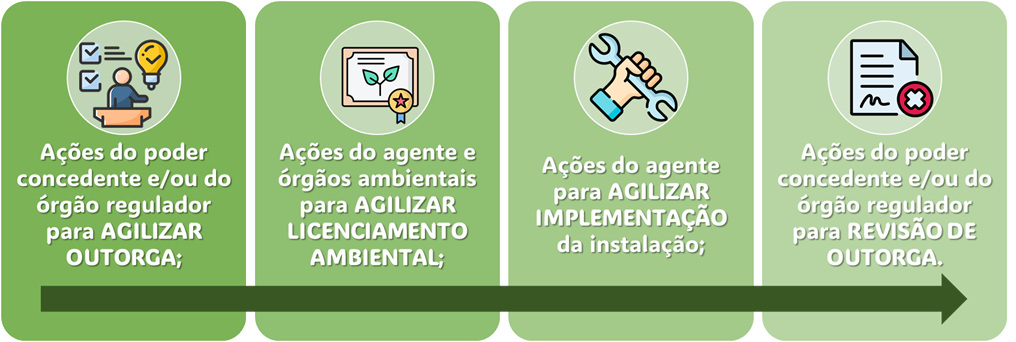 Ações do poder
concedente e/ou do
órgão regulador
para AGILIZAR
OUTORGA;
Ações do agente e
órgãos ambientais
para AGILIZAR
LICENCIAMENTO
AMBIENTAL;
Ações do agente
para AGILIZAR
IMPLEMENTAÇÃO
da instalação;
Ações do poder
concedente e/ou do
órgão regulador
para REVISÃO DE
OUTORGA.